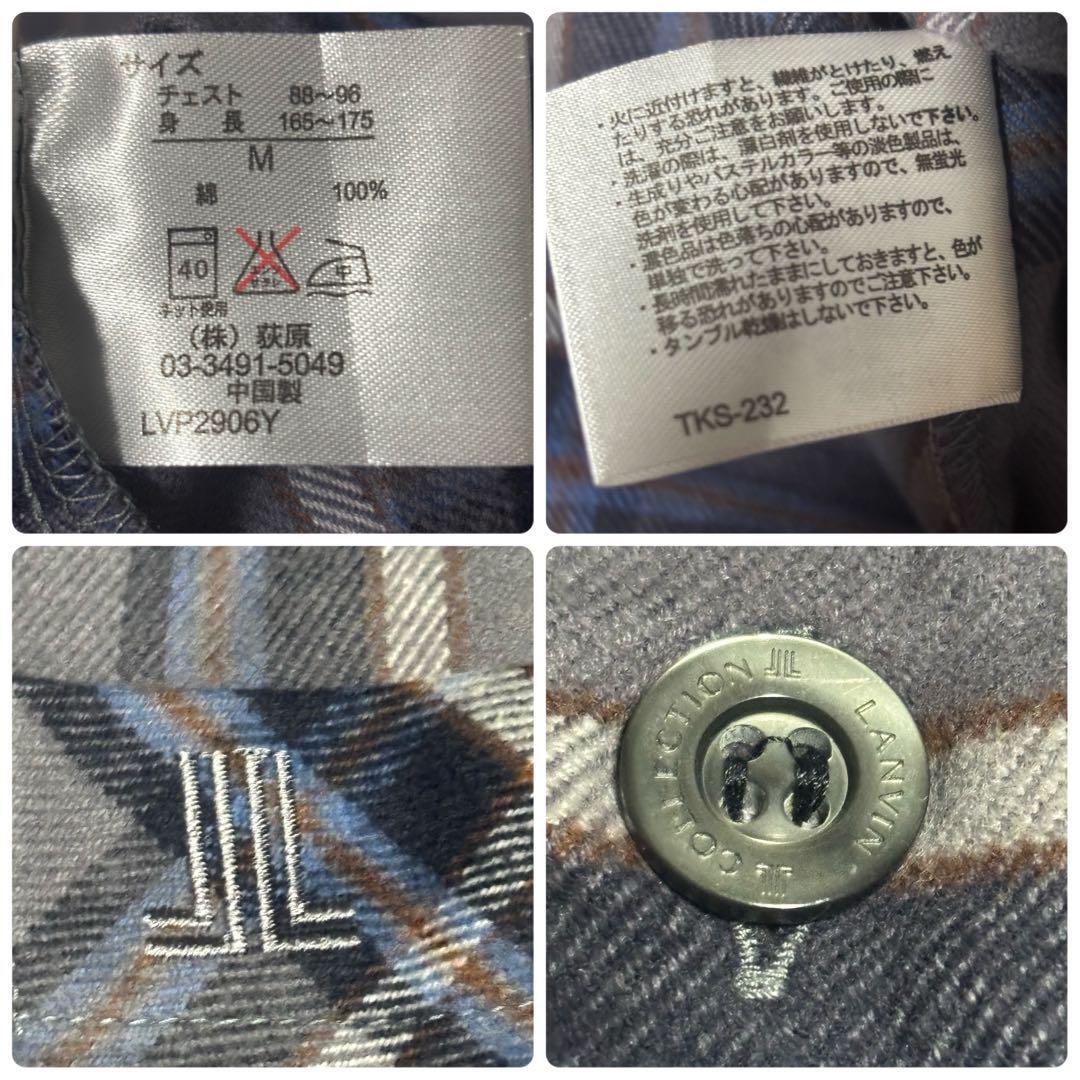 サイズ
チェスト 88〜96
身 長 165〜175
M
綿 100%
40 エンソ サラシ 中
ネット使用
(株) 荻原
03-3491-5049
中国製
LVP2906Y
・火に近付けますと、繊維がとけたり、燃え
たりする恐れがあります。ご使用の際に
は、充分ご注意をお願いします。
・洗濯の際は、漂白剤を使用しないで下さい。
・生成りやパステルカラー等の淡色製品は、
色が変わる心配がありますので、無蛍光
洗剤を使用して下さい。
・濃色品は色落ちの心配がありますので、
単独で洗って下さい。
・長時間濡れたままにしておきますと、色が
移る恐れがありますのでご注意下さい。
・タンブル乾燥はしないで下さい。
TKS-232
LANVIN COLLECTION